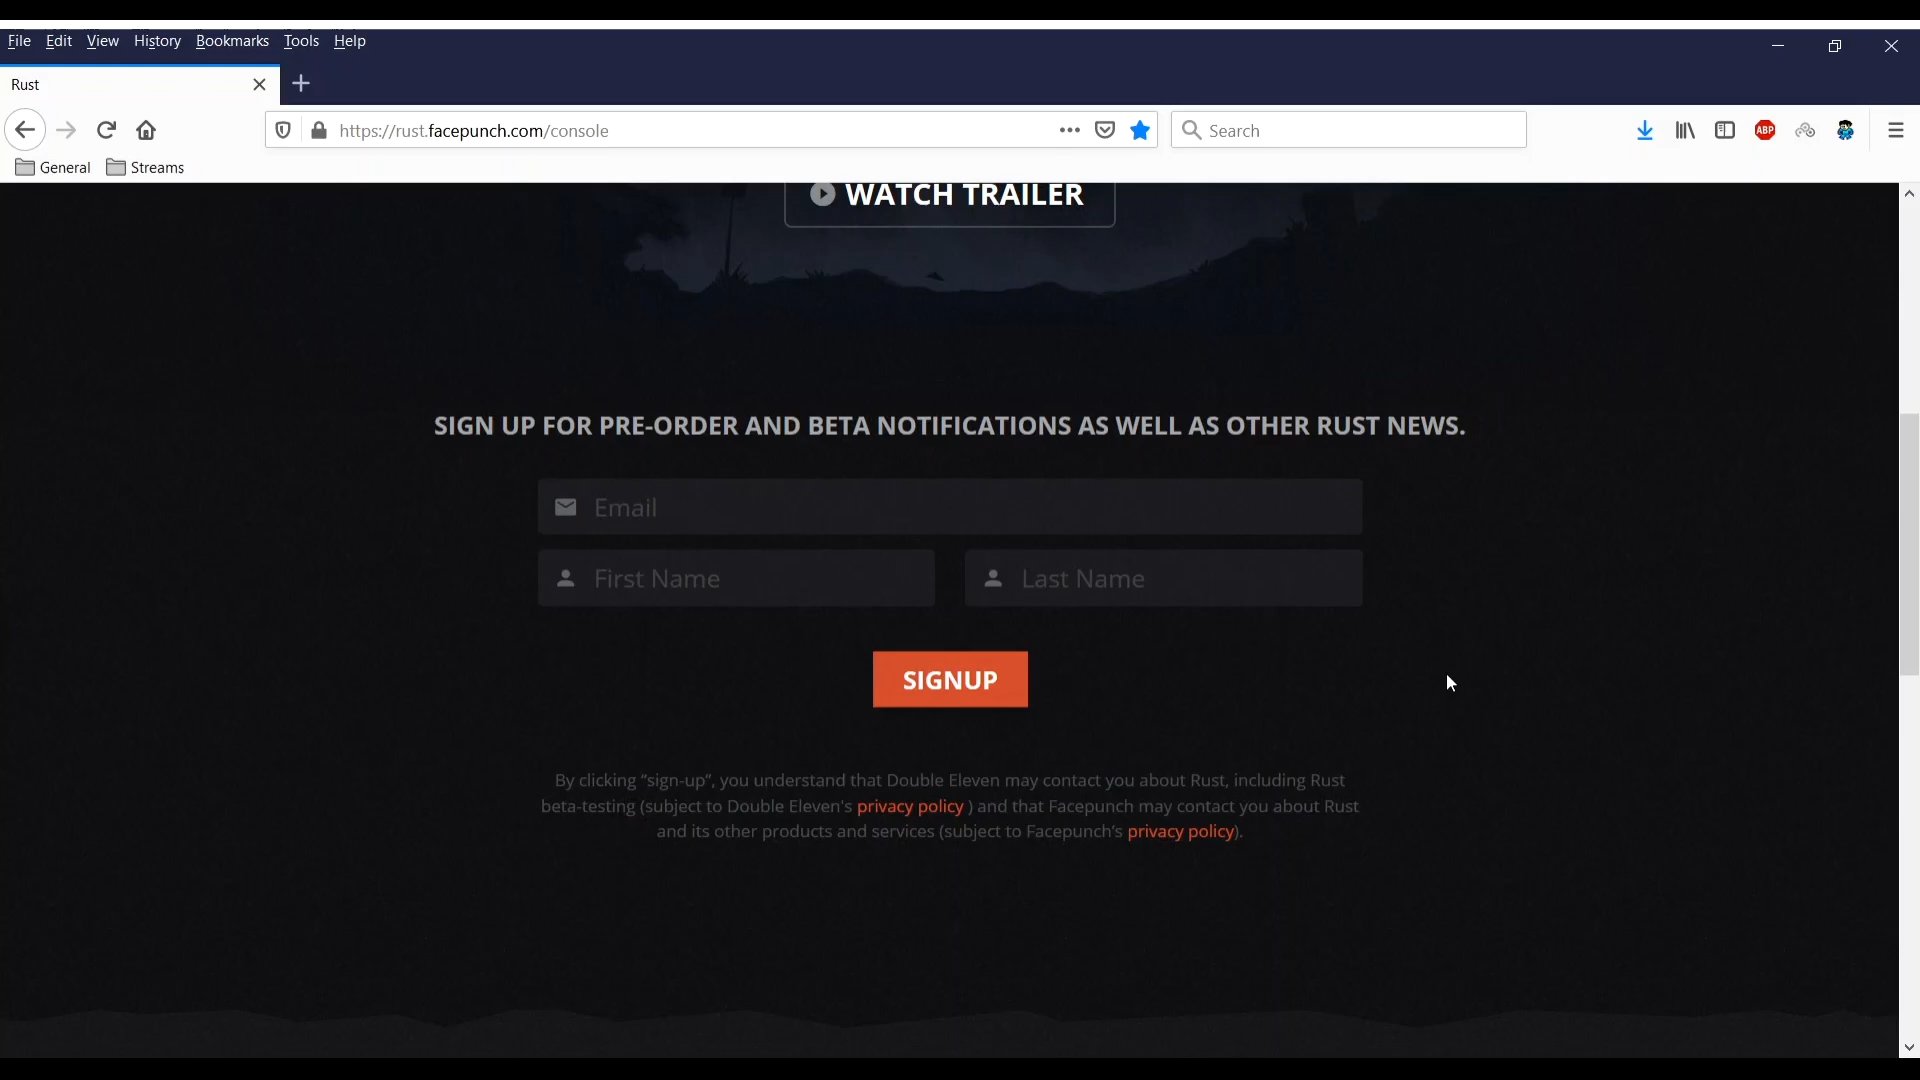 File Edit View History Bookmarks Tools Help
Rust
https://rust.facepunch.com/console
Search
ABP
General Streams
WATCH TRAILER
SIGN UP FOR PRE-ORDER AND BETA NOTIFICATIONS AS WELL AS OTHER RUST NEWS.
Email
First Name Last Name
SIGNUP
By clicking “sign-up”, you understand that Double Eleven may contact you about Rust, including Rust
beta-testing (subject to Double Eleven's privacy policy ) and that Facepunch may contact you about Rust
and its other products and services (subject to Facepunch’s privacy policy).